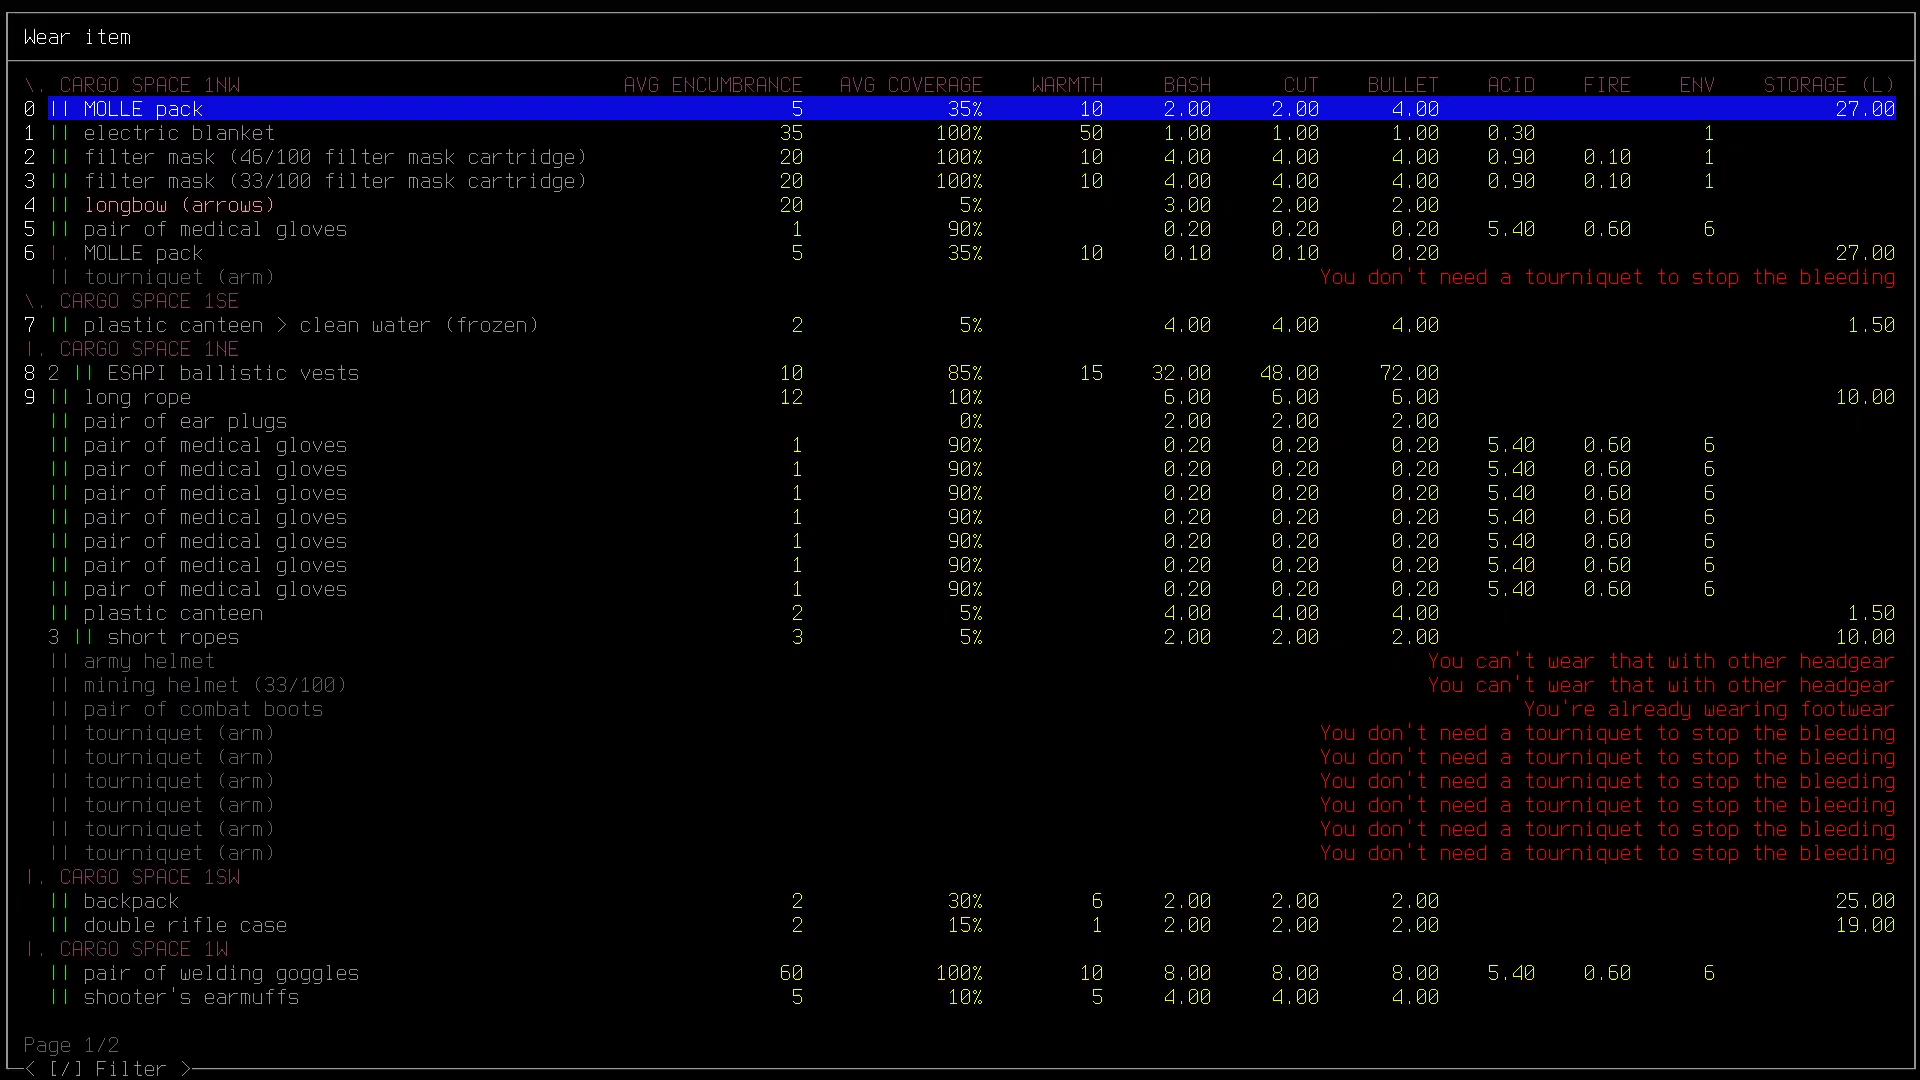 Wear item
\. CARGO SPACE 1NW AVG ENCUMBRANCE AVG COVERAGE WARMTH BASH CUT BULLET ACID FIRE ENV STORAGE (L)
0 || MOLLE pack 5 35% 10 2.00 2.00 4.00 27.00
1 || electric blanket 35 100% 50 1.00 1.00 1.00 0.30 1
2 || filter mask (46/100 filter mask cartridge) 20 100% 10 4.00 4.00 4.00 0.90 0.10 1
3 || filter mask (33/100 filter mask cartridge) 20 100% 10 4.00 4.00 4.00 0.90 0.10 1
4 || longbow (arrows) 20 5% 3.00 2.00 2.00
5 || pair of medical gloves 1 90% 0.20 0.20 0.20 5.40 0.60 6
6 |. MOLLE pack 5 35% 10 0.10 0.10 0.20 27.00
|| tourniquet (arm) You don't need a tourniquet to stop the bleeding
\. CARGO SPACE 1SE
7 || plastic canteen > clean water (frozen) 2 5% 4.00 4.00 4.00 1.50
|. CARGO SPACE 1NE
8 2 || ESAPI ballistic vests 10 85% 15 32.00 48.00 72.00
9 || long rope 12 10% 6.00 6.00 6.00 10.00
|| pair of ear plugs 0% 2.00 2.00 2.00
|| pair of medical gloves 1 90% 0.20 0.20 0.20 5.40 0.60 6
|| pair of medical gloves 1 90% 0.20 0.20 0.20 5.40 0.60 6
|| pair of medical gloves 1 90% 0.20 0.20 0.20 5.40 0.60 6
|| pair of medical gloves 1 90% 0.20 0.20 0.20 5.40 0.60 6
|| pair of medical gloves 1 90% 0.20 0.20 0.20 5.40 0.60 6
|| pair of medical gloves 1 90% 0.20 0.20 0.20 5.40 0.60 6
|| pair of medical gloves 1 90% 0.20 0.20 0.20 5.40 0.60 6
|| plastic canteen 2 5% 4.00 4.00 4.00 1.50
3 || short ropes 3 5% 2.00 2.00 2.00 10.00
|| army helmet You can't wear that with other headgear
|| mining helmet (33/100) You can't wear that with other headgear
|| pair of combat boots You're already wearing footwear
|| tourniquet (arm) You don't need a tourniquet to stop the bleeding
|| tourniquet (arm) You don't need a tourniquet to stop the bleeding
|| tourniquet (arm) You don't need a tourniquet to stop the bleeding
|| tourniquet (arm) You don't need a tourniquet to stop the bleeding
|| tourniquet (arm) You don't need a tourniquet to stop the bleeding
|| tourniquet (arm) You don't need a tourniquet to stop the bleeding
|. CARGO SPACE 1SW
|| backpack 2 30% 6 2.00 2.00 2.00 25.00
|| double rifle case 2 15% 1 2.00 2.00 2.00 19.00
|. CARGO SPACE 1W
|| pair of welding goggles 60 100% 10 8.00 8.00 8.00 5.40 0.60 6
|| shooter's earmuffs 5 10% 5 4.00 4.00 4.00
Page 1/2
< [/] Filter >